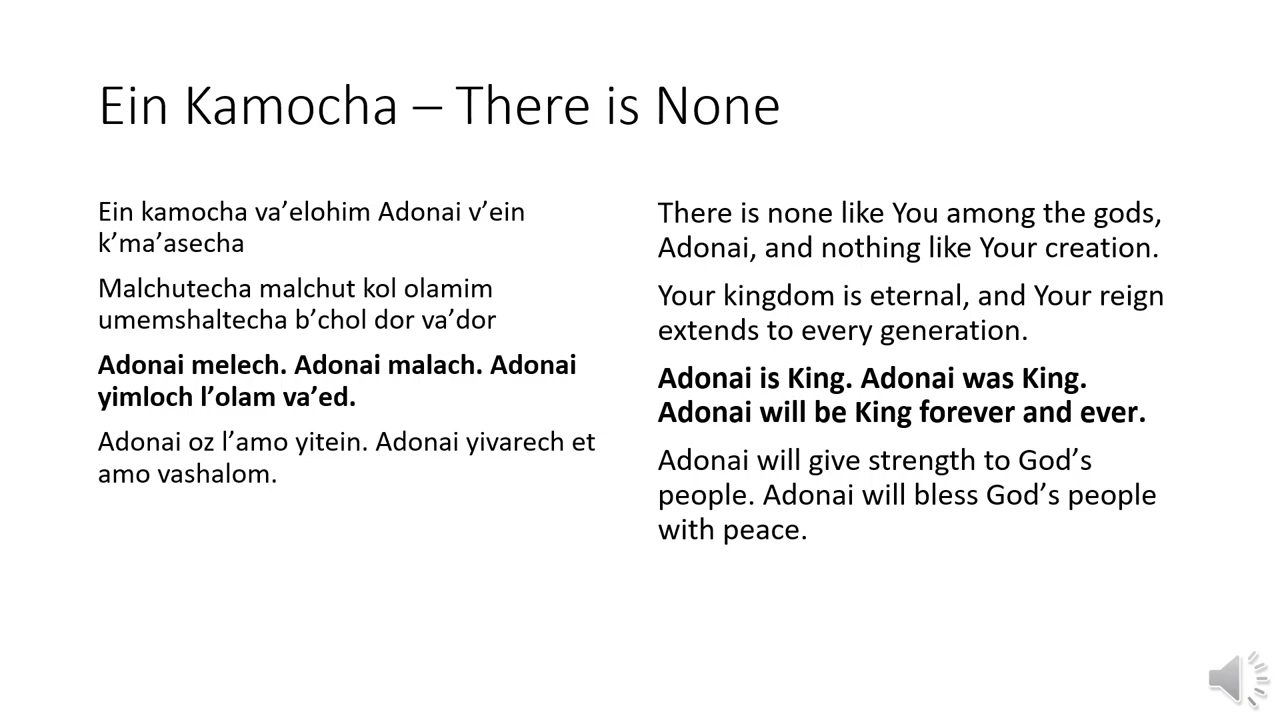 Ein Kamocha – There is None
Ein kamocha va’elohim Adonai v’ein
k’ma’asecha
Malchutecha malchut kol olamim
umemshaltecha b’chol dor va’dor
Adonai melech. Adonai malach. Adonai
yimloch l’olam va’ed.
Adonai oz l’amo yitein. Adonai yivarech et
amo vashalom.
There is none like You among the gods,
Adonai, and nothing like Your creation.
Your kingdom is eternal, and Your reign
extends to every generation.
Adonai is King. Adonai was King.
Adonai will be King forever and ever.
Adonai will give strength to God’s
people. Adonai will bless God’s people
with peace.